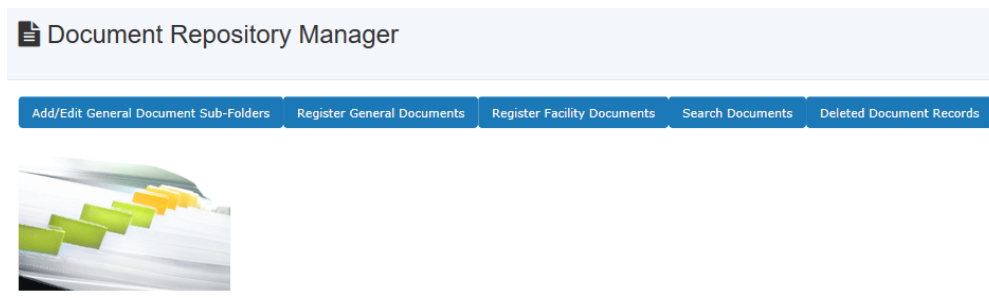 Document Repository Manager
Add/Edit General Document Sub-Folders Register General Documents Register Facility Documents Search Documents Deleted Document Records